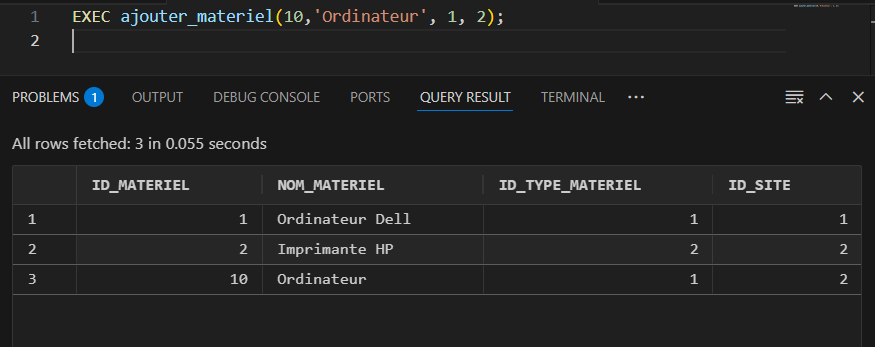 1 EXEC ajouter_materiel(10,'Ordinateur', 1, 2);
2
PROBLEMS 1 OUTPUT DEBUG CONSOLE PORTS QUERY RESULT TERMINAL ···
All rows fetched: 3 in 0.055 seconds
ID_MATERIEL NOM_MATERIEL ID_TYPE_MATERIEL ID_SITE
1 1 Ordinateur Dell 1 1
2 2 Imprimante HP 2 2
3 10 Ordinateur 1 2